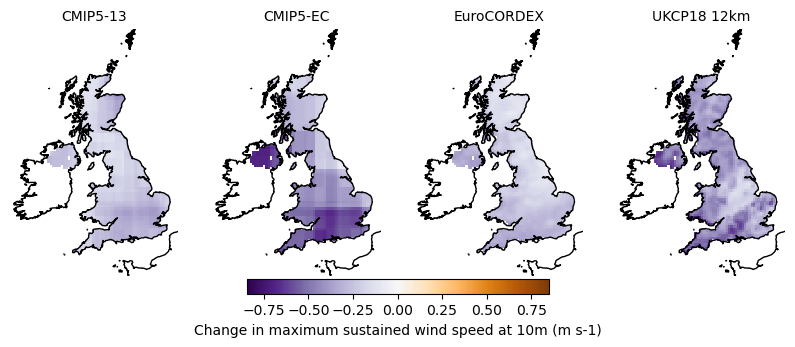 CMIP5-13 CMIP5-EC EuroCORDEX UKCP18 12km
−0.75 −0.50 −0.25 0.00 0.25 0.50 0.75
Change in maximum sustained wind speed at 10m (m s-1)